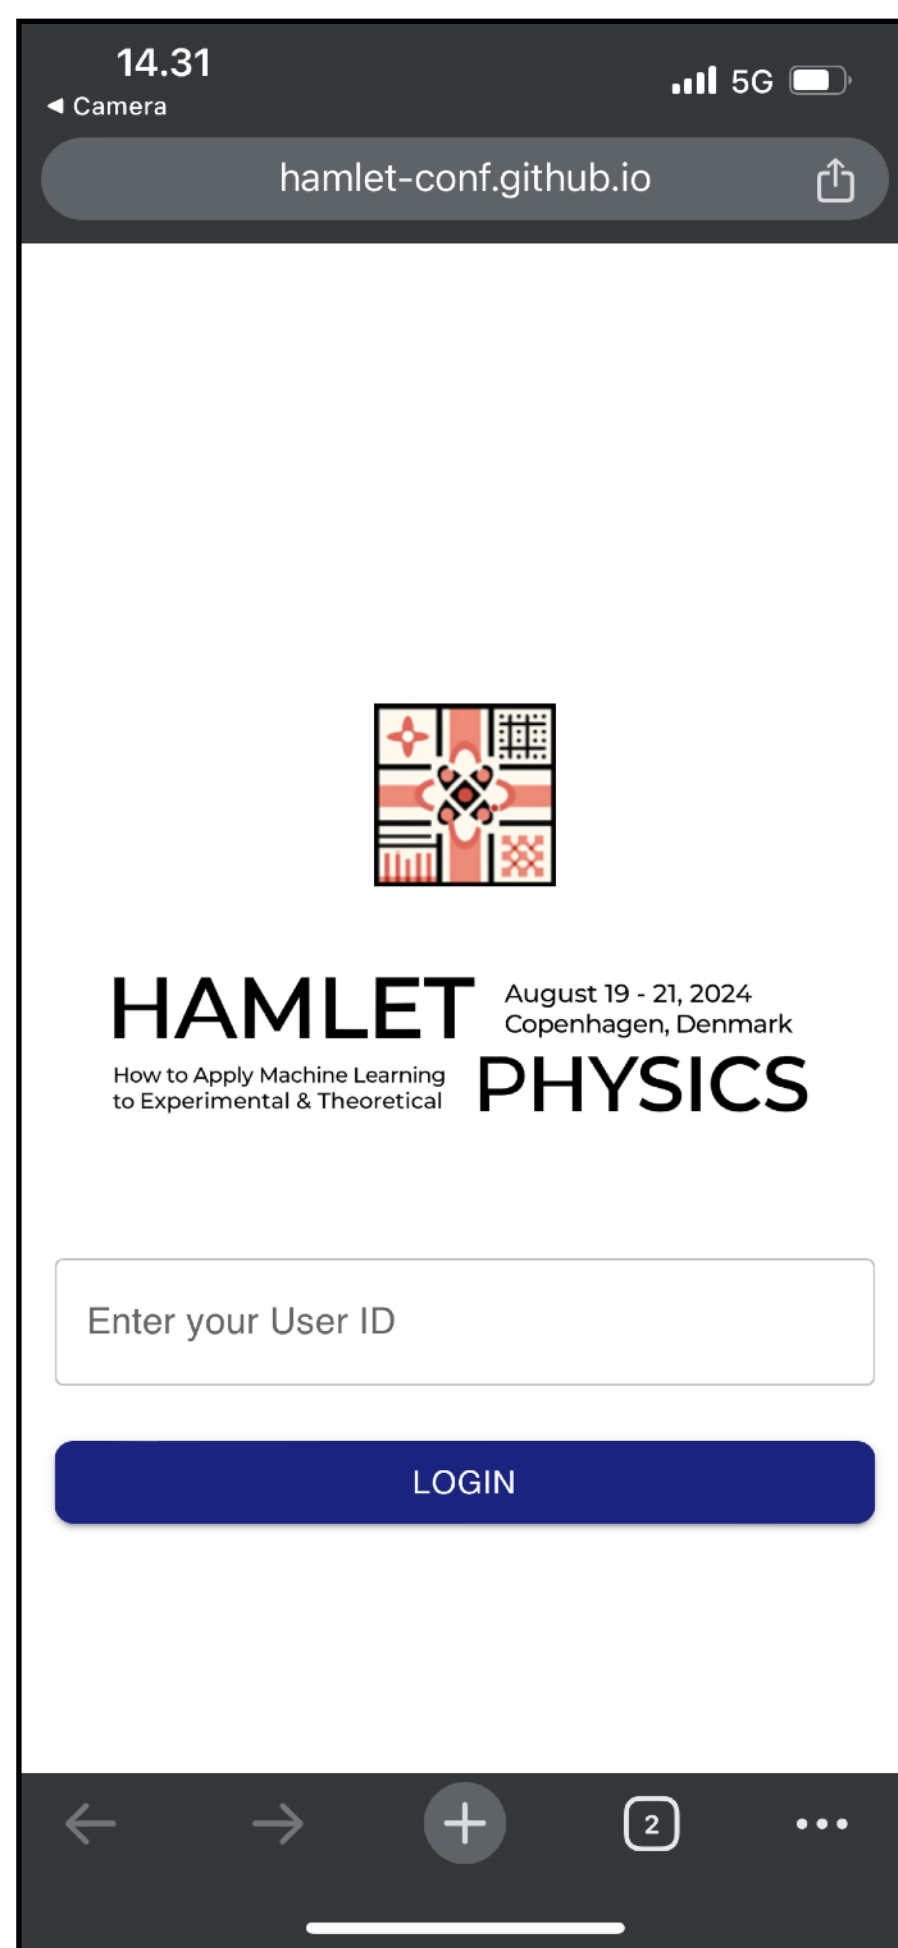 14.31
5G
◀ Camera
hamlet-conf.github.io
HAMLET
August 19 - 21, 2024
Copenhagen, Denmark
How to Apply Machine Learning
to Experimental & Theoretical
PHYSICS
Enter your User ID
LOGIN
2